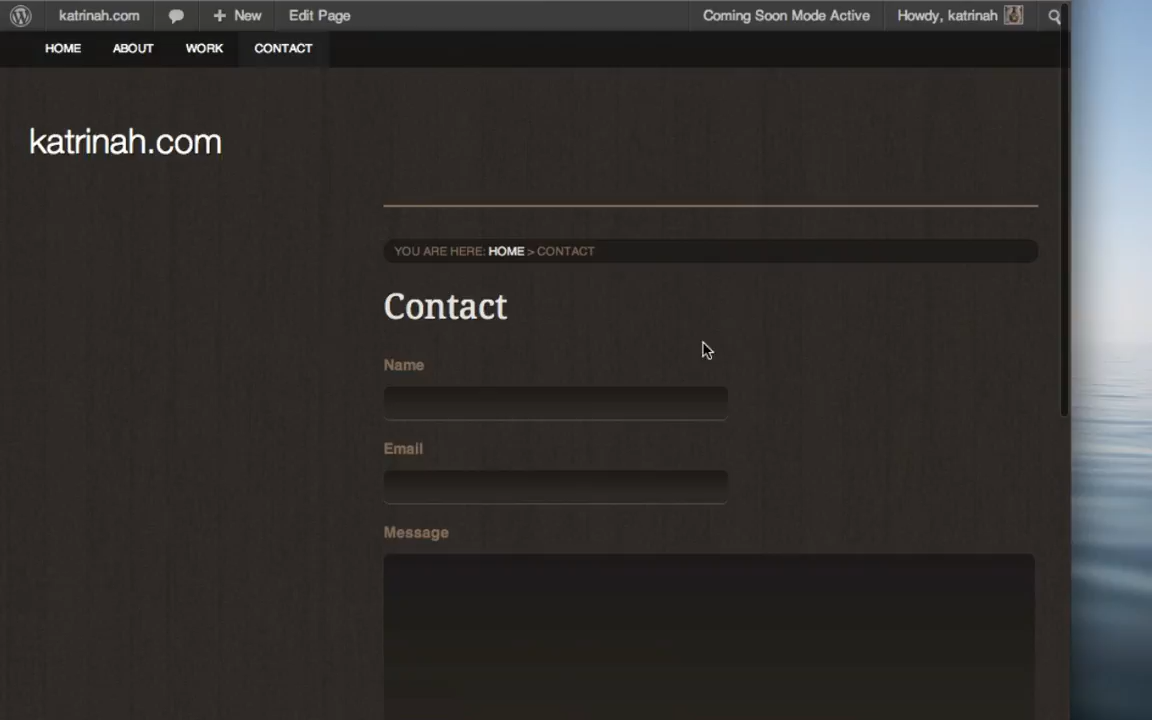 katrinah.com New Edit Page Coming Soon Mode Active Howdy, katrinah
HOME ABOUT WORK CONTACT
katrinah.com
YOU ARE HERE: HOME > CONTACT
Contact
Name
Email
Message